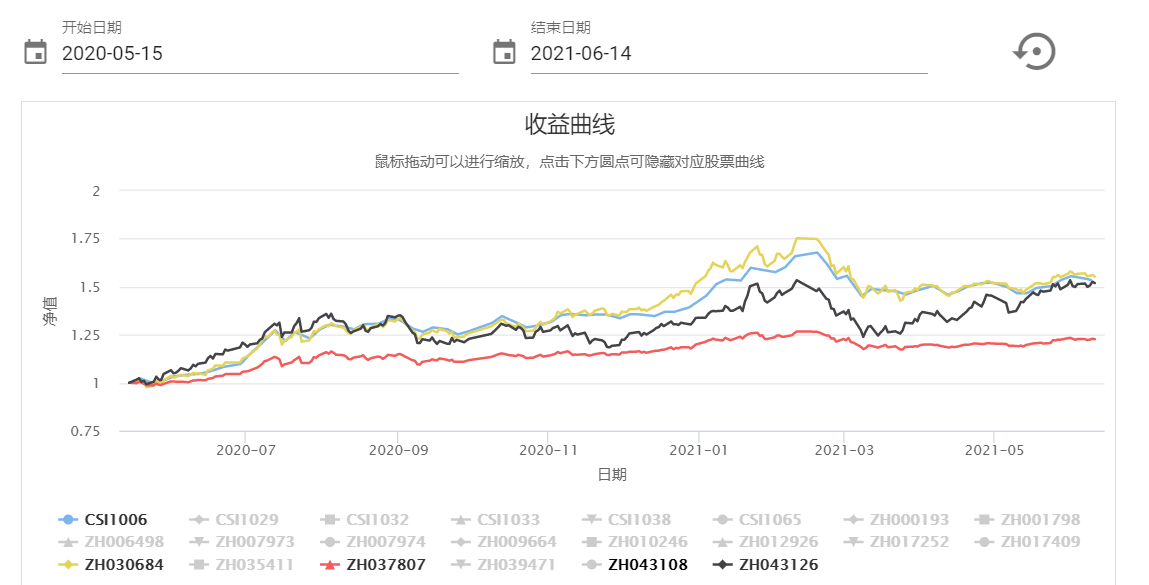 开始日期
2020-05-15
结束日期
2021-06-14
收益曲线
鼠标拖动可以进行缩放，点击下方圆点可隐藏对应股票曲线
净值
2
1.75
1.5
1.25
1
0.75
2020-07 2020-09 2020-11 2021-01 2021-03 2021-05
日期
CSI1006 CSI1029 CSI1032 CSI1033 CSI1038 CSI1065 ZH000193 ZH001798
ZH006498 ZH007973 ZH007974 ZH009664 ZH010246 ZH012926 ZH017252 ZH017409
ZH030684 ZH035411 ZH037807 ZH039471 ZH043108 ZH043126